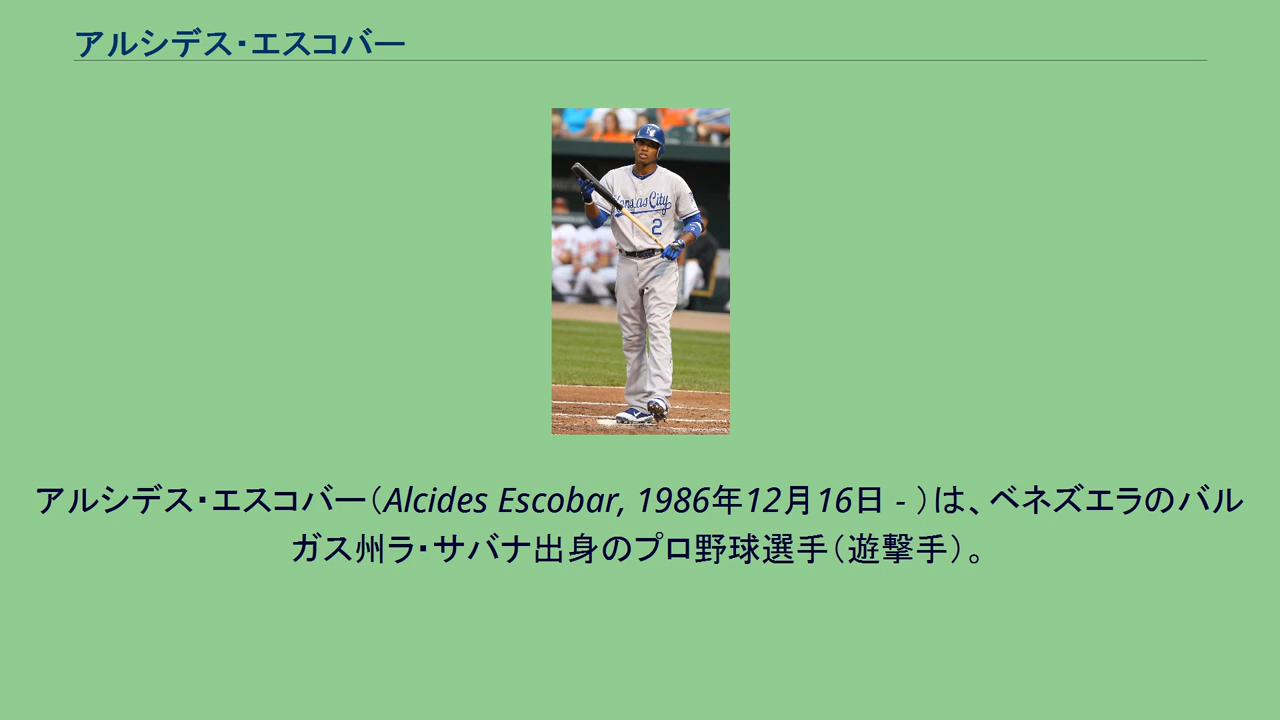 アルシデス・エスコバー
Kansas City
2
アルシデス・エスコバー（Alcides Escobar, 1986年12月16日 - ）は、ベネズエラのバル
ガス州ラ・サバナ出身のプロ野球選手（遊撃手）。